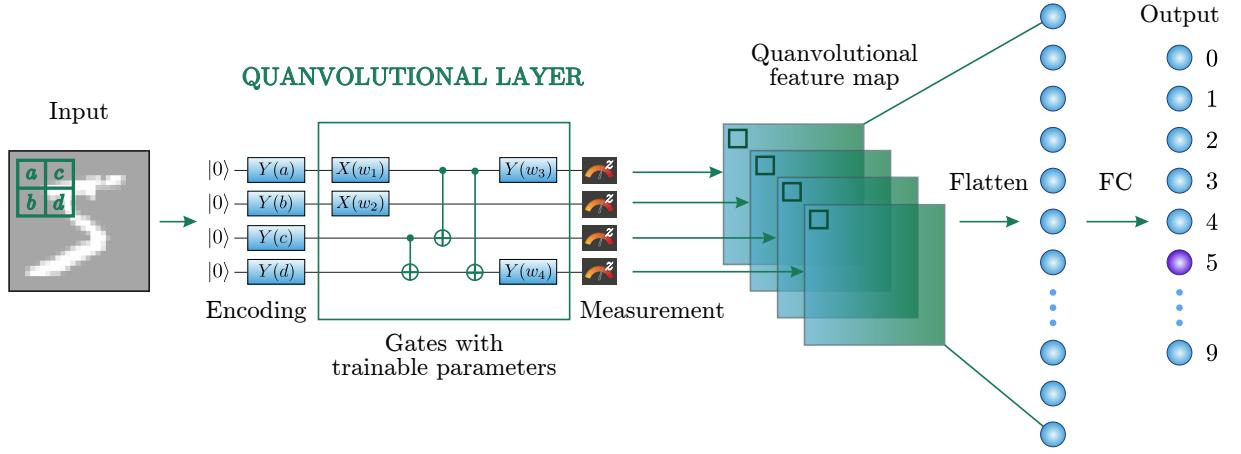 Input
a c
b d
QUANVOLUTIONAL LAYER
|0⟩ Y(a) X(w₁) Y(w₃) z
|0⟩ Y(b) X(w₂) z
|0⟩ Y(c) z
|0⟩ Y(d) Y(w₄) z
Encoding
Gates with
trainable parameters
Measurement
Quanvolutional
feature map
Flatten
FC
Output
0
1
2
3
4
5
9